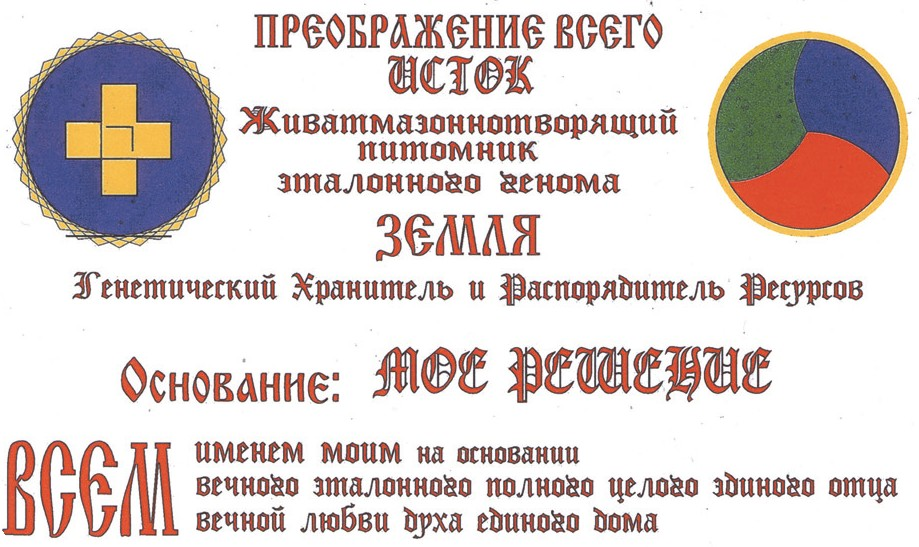 ПРЕОБРАЖЕНИЕ ВСЕГО
ИСТОК
Живатмазоннотворящий
питомник
эталонного генома
ЗЕМЛЯ
Генетический Хранитель и Распорядитель Ресурсов
Основание: МОЕ РЕШЕНИЕ
ВСЕМ именем моим на основании
вечного эталонного полного целого эдиного отца
вечной любви духа единого дома